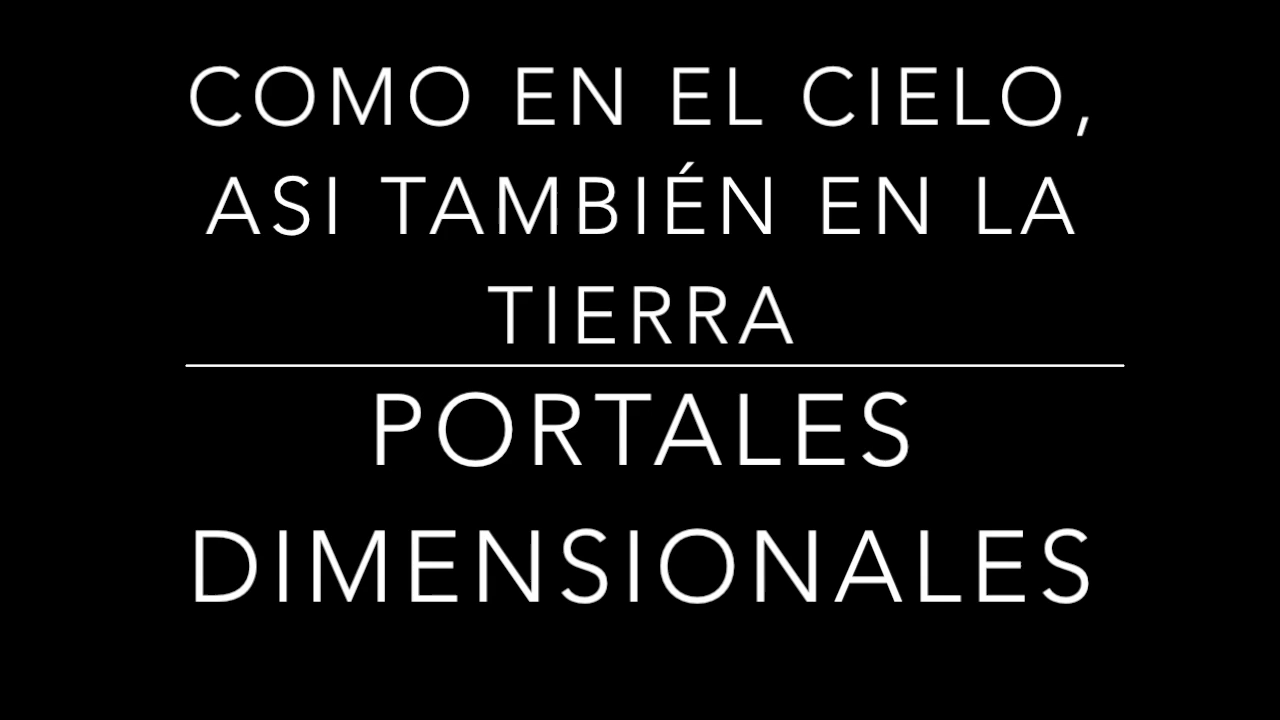 COMO EN EL CIELO,
ASI TAMBIÉN EN LA
TIERRA
PORTALES
DIMENSIONALES